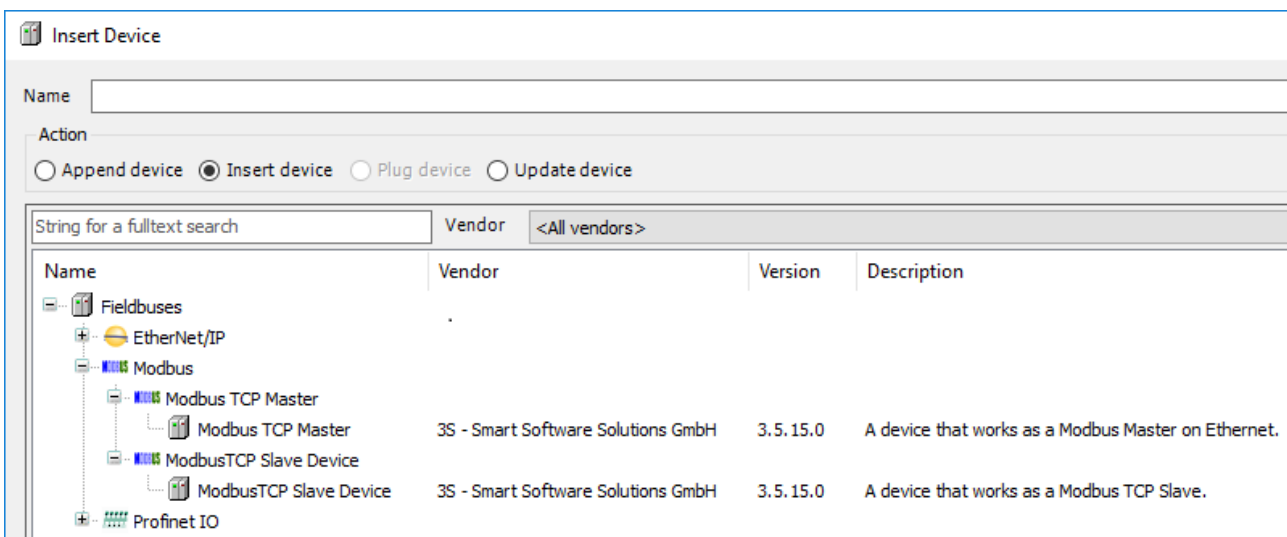 Insert Device
Name
Action
Append device Insert device Plug device Update device
String for a fulltext search Vendor <All vendors>
Name Vendor Version Description
Fieldbuses
EtherNet/IP
MODBUS Modbus
MODBUS Modbus TCP Master
Modbus TCP Master 3S - Smart Software Solutions GmbH 3.5.15.0 A device that works as a Modbus Master on Ethernet.
MODBUS ModbusTCP Slave Device
ModbusTCP Slave Device 3S - Smart Software Solutions GmbH 3.5.15.0 A device that works as a Modbus TCP Slave.
Profinet IO